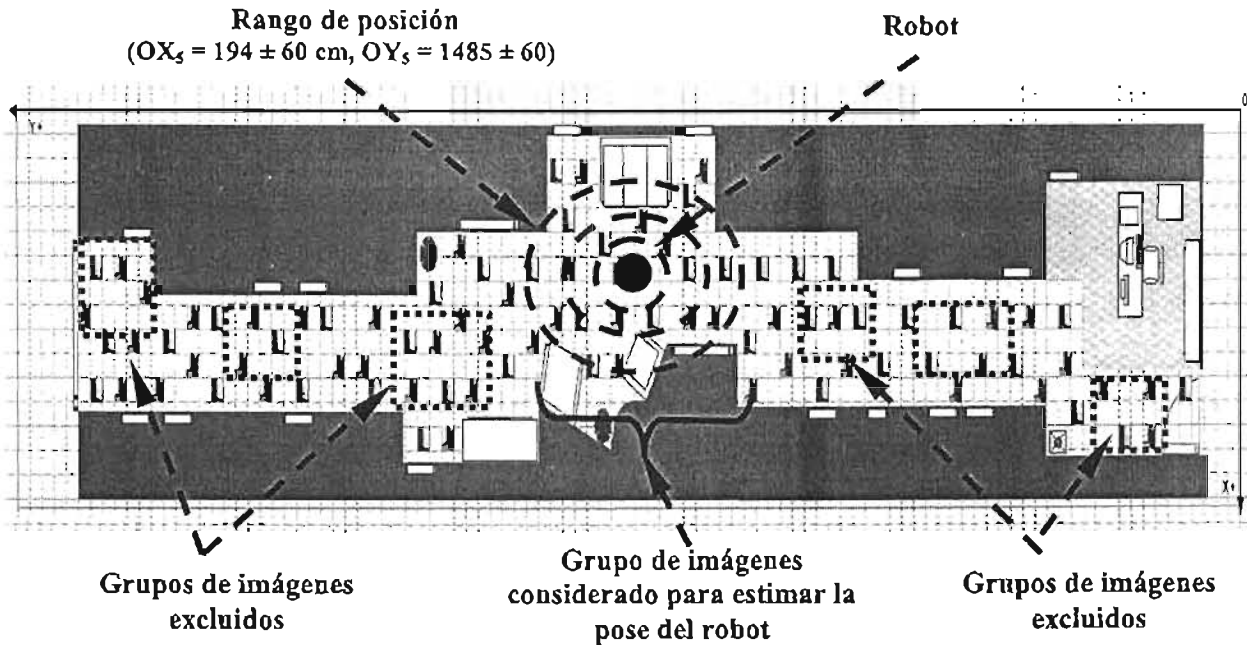 Rango de posición
(OX₅ = 194 ± 60 cm, OY₅ = 1485 ± 60)
Robot
0
Y+
X+
Grupos de imágenes
excluidos
Grupo de imágenes
considerado para estimar la
pose del robot
Grupos de imágenes
excluidos